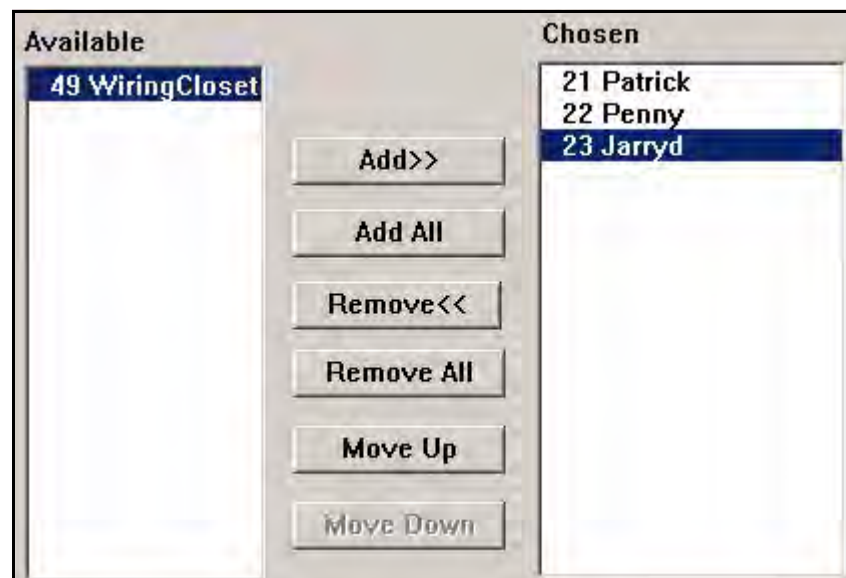 Available
49 WiringCloset
Add>>
Add All
Remove<<
Remove All
Move Up
Move Down
Chosen
21 Patrick
22 Penny
23 Jarryd